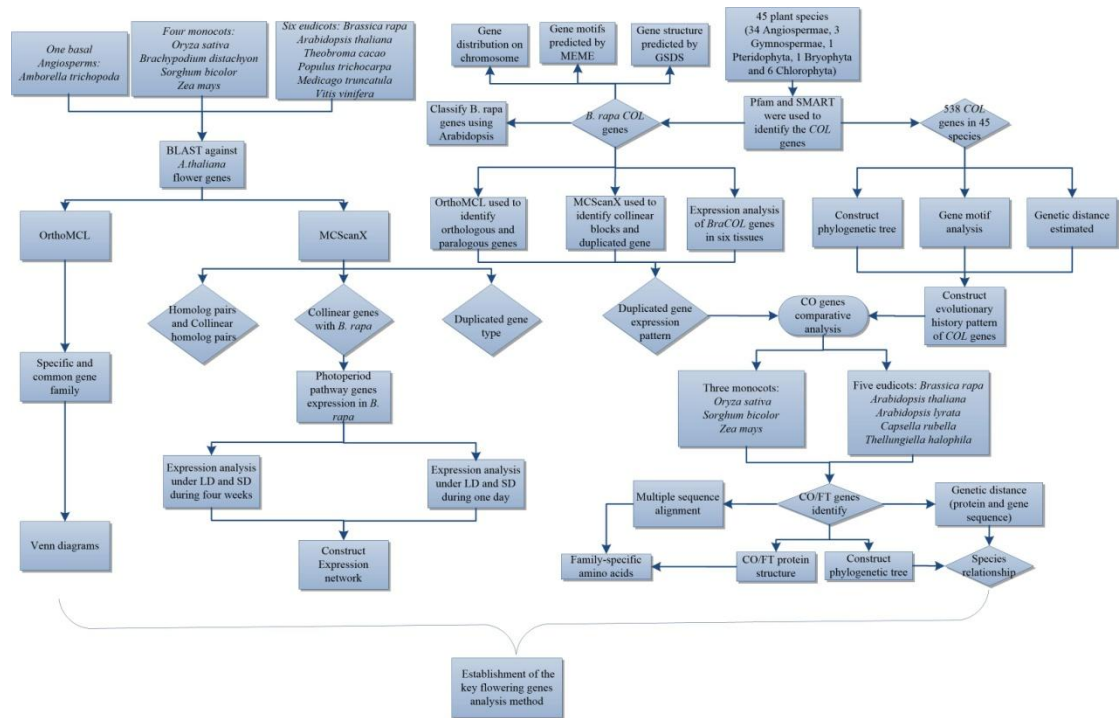 One basal
Angiosperms:
Amborella trichopoda
Four monocots:
Oryza sativa
Brachypodium distachyon
Sorghum bicolor
Zea mays
Six eudicots: Brassica rapa
Arabidopsis thaliana
Theobroma cacao
Populus trichocarpa
Medicago truncatula
Vitis vinifera
BLAST against
A.thaliana
flower genes
OrthoMCL
MCScanX
Homolog pairs
and Collinear
homolog pairs
Collinear genes
with B. rapa
Duplicated gene
type
Specific and
common gene
family
Photoperiod
pathway genes
expression in B.
rapa
Expression analysis
under LD and SD
during four weeks
Expression analysis
under LD and SD
during one day
Venn diagrams
Construct
Expression
network
Gene
distribution on
chromosome
Gene motifs
predicted by
MEME
Gene structure
predicted by
GSDS
45 plant species
(34 Angiospermae, 3
Gymnospermae, 1
Pteridophyta, 1 Bryophyta
and 6 Chlorophyta)
Classify B. rapa
genes using
Arabidopsis
B. rapa COL
genes
Pfam and SMART
were used to
identify the COL
genes
538 COL
genes in 45
species
OrthoMCL used to
identify
orthologous and
paralogous genes
MCScanX used to
identify collinear
blocks and
duplicated gene
Expression analysis
of BraCOL genes
in six tissues
Construct
phylogenetic tree
Gene motif
analysis
Genetic distance
estimated
Duplicated gene
expression
pattern
CO genes
comparative
analysis
Construct
evolutionary
history pattern
of COL genes
Three monocots:
Oryza sativa
Sorghum bicolor
Zea mays
Five eudicots: Brassica rapa
Arabidopsis thaliana
Arabidopsis lyrata
Capsella rubella
Thellungiella halophila
Multiple sequence
alignment
CO/FT genes
identify
Genetic distance
(protein and gene
sequence)
Family-specific
amino acids
CO/FT protein
structure
Construct
phylogenetic tree
Species
relationship
Establishment of the
key flowering genes
analysis method